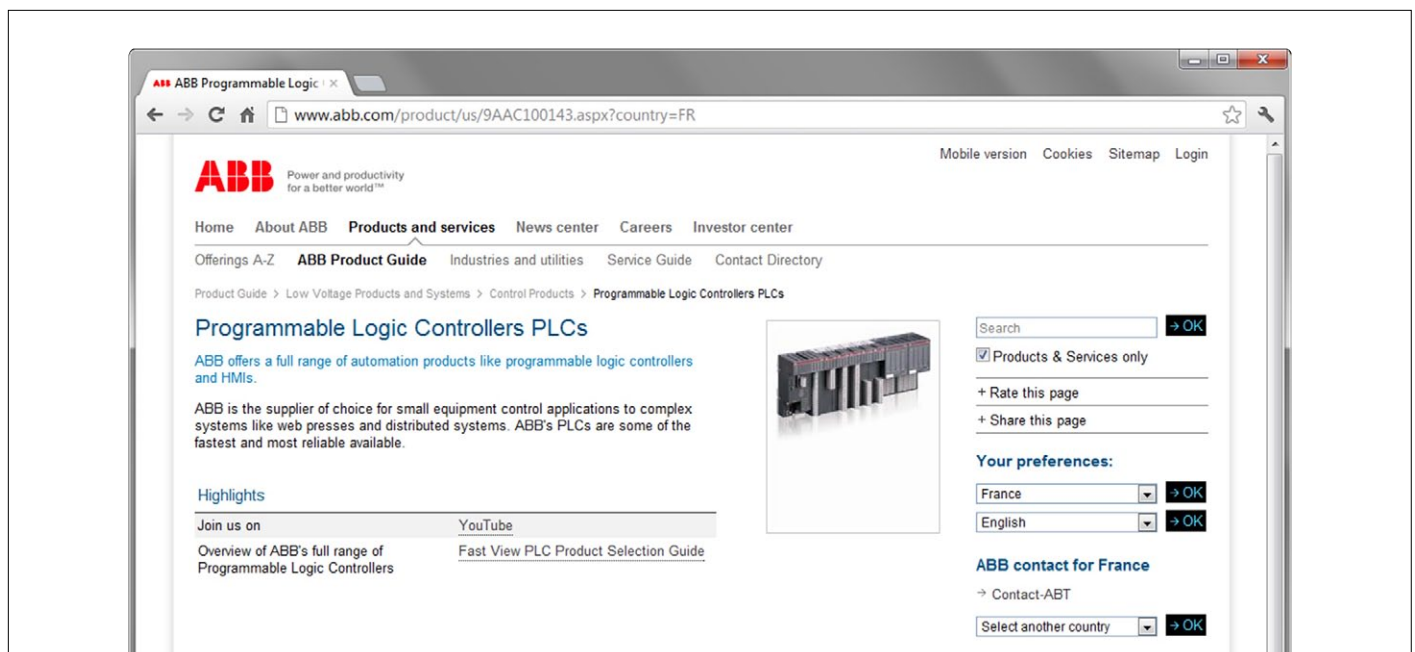 ABB ABB Programmable Logic
www.abb.com/product/us/9AAC100143.aspx?country=FR
Mobile version Cookies Sitemap Login
ABB Power and productivity
for a better world™
Home About ABB Products and services News center Careers Investor center
Offerings A-Z ABB Product Guide Industries and utilities Service Guide Contact Directory
Product Guide > Low Voltage Products and Systems > Control Products > Programmable Logic Controllers PLCs
Programmable Logic Controllers PLCs
ABB offers a full range of automation products like programmable logic controllers
and HMIs.
ABB is the supplier of choice for small equipment control applications to complex
systems like web presses and distributed systems. ABB's PLCs are some of the
fastest and most reliable available.
Highlights
Join us on YouTube
Overview of ABB's full range of Fast View PLC Product Selection Guide
Programmable Logic Controllers
Search → OK
Products & Services only
+ Rate this page
+ Share this page
Your preferences:
France → OK
English → OK
ABB contact for France
→ Contact-ABT
Select another country → OK